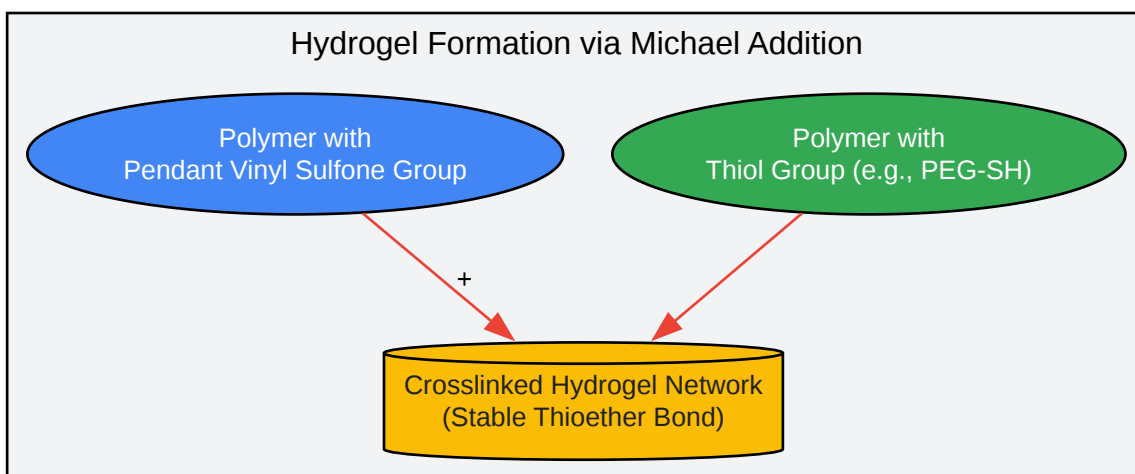 Hydrogel Formation via Michael Addition
Polymer with
Pendant Vinyl Sulfone Group
Polymer with
Thiol Group (e.g., PEG-SH)
+
Crosslinked Hydrogel Network
(Stable Thioether Bond)